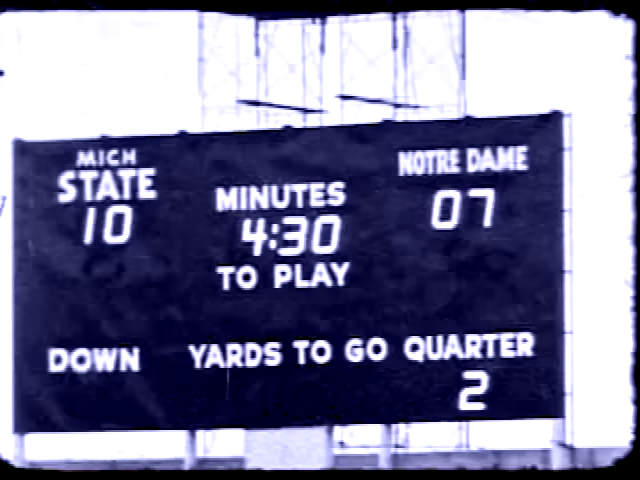 MICH
STATE
10
MINUTES
4:30
TO PLAY
NOTRE DAME
07
DOWN
YARDS TO GO
QUARTER
2